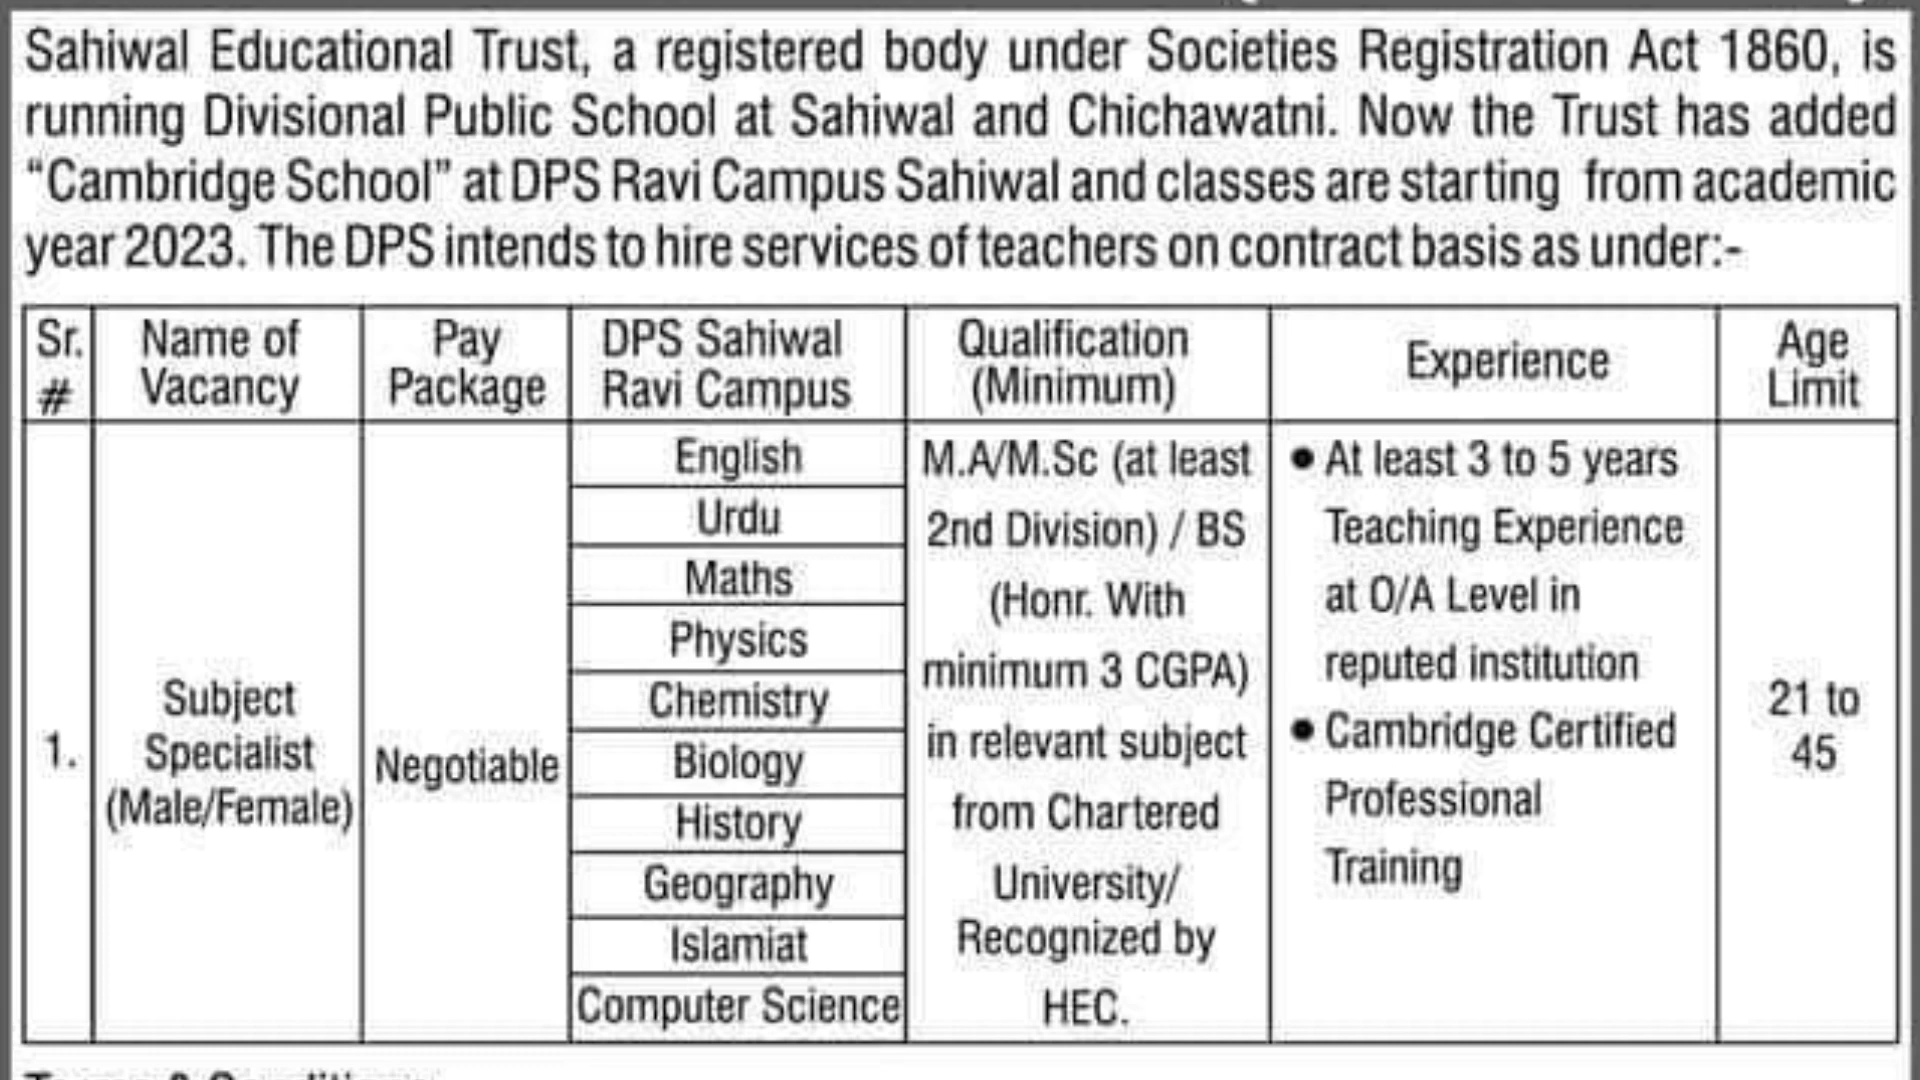 Sahiwal Educational Trust, a registered body under Societies Registration Act 1860, is
running Divisional Public School at Sahiwal and Chichawatni. Now the Trust has added
“Cambridge School” at DPS Ravi Campus Sahiwal and classes are starting from academic
year 2023. The DPS intends to hire services of teachers on contract basis as under:-
Sr.
#
Name of
Vacancy
Pay
Package
DPS Sahiwal
Ravi Campus
Qualification
(Minimum)
Experience
Age
Limit
1.
Subject
Specialist
(Male/Female)
Negotiable
English
Urdu
Maths
Physics
Chemistry
Biology
History
Geography
Islamiat
Computer Science
M.A/M.Sc (at least
2nd Division) / BS
(Honr. With
minimum 3 CGPA)
in relevant subject
from Chartered
University/
Recognized by
HEC.
● At least 3 to 5 years
Teaching Experience
at O/A Level in
reputed institution
● Cambridge Certified
Professional
Training
21 to
45